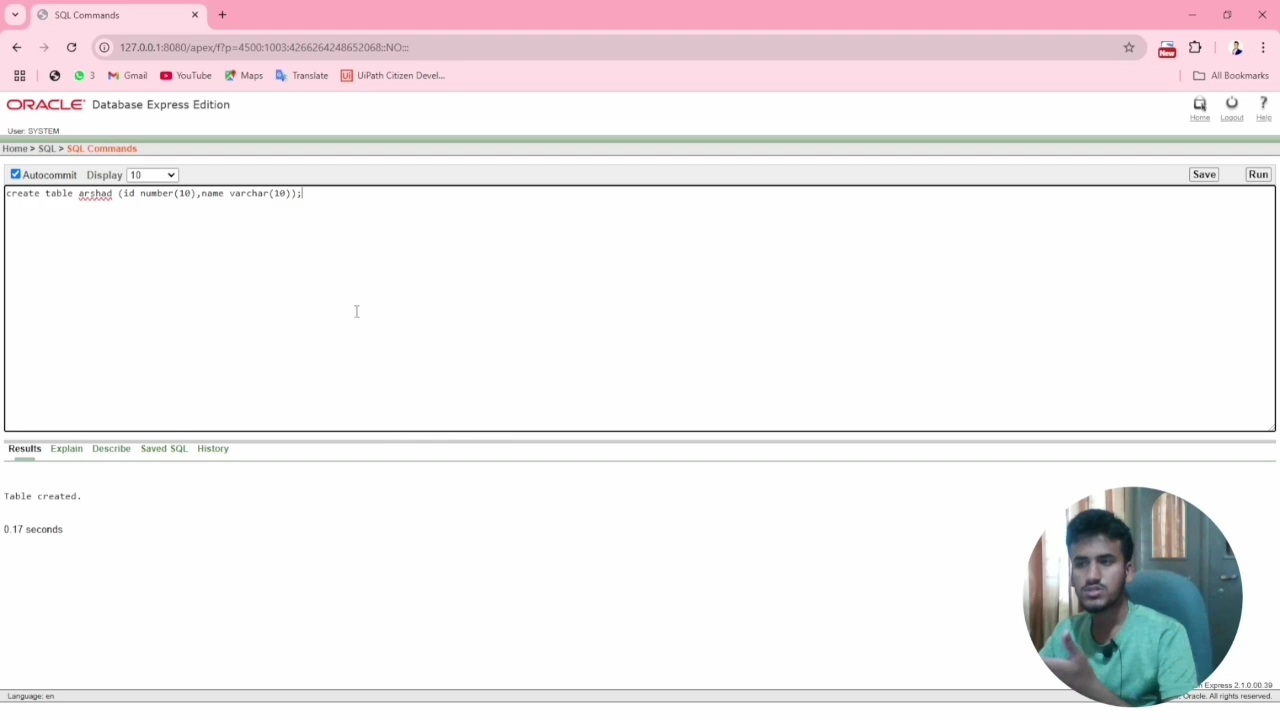 SQL Commands
127.0.0.1:8080/apex/f?p=4500:1003:4266264248652068::NO:::
New
3 Gmail YouTube Maps Translate Ui UiPath Citizen Devel... All Bookmarks
ORACLE Database Express Edition
Home Logout Help
User: SYSTEM
Home > SQL > SQL Commands
Autocommit Display 10 Save Run
create table arshad (id number(10),name varchar(10));
Results Explain Describe Saved SQL History
Table created.
0.17 seconds
Express 2.1.0.00.39
Language: en Oracle. All rights reserved.